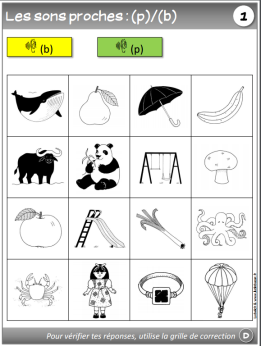 Les sons proches : (p)/(b)
1
(b)
(p)
Pour vérifier tes réponses, utilise la grille de correction
D